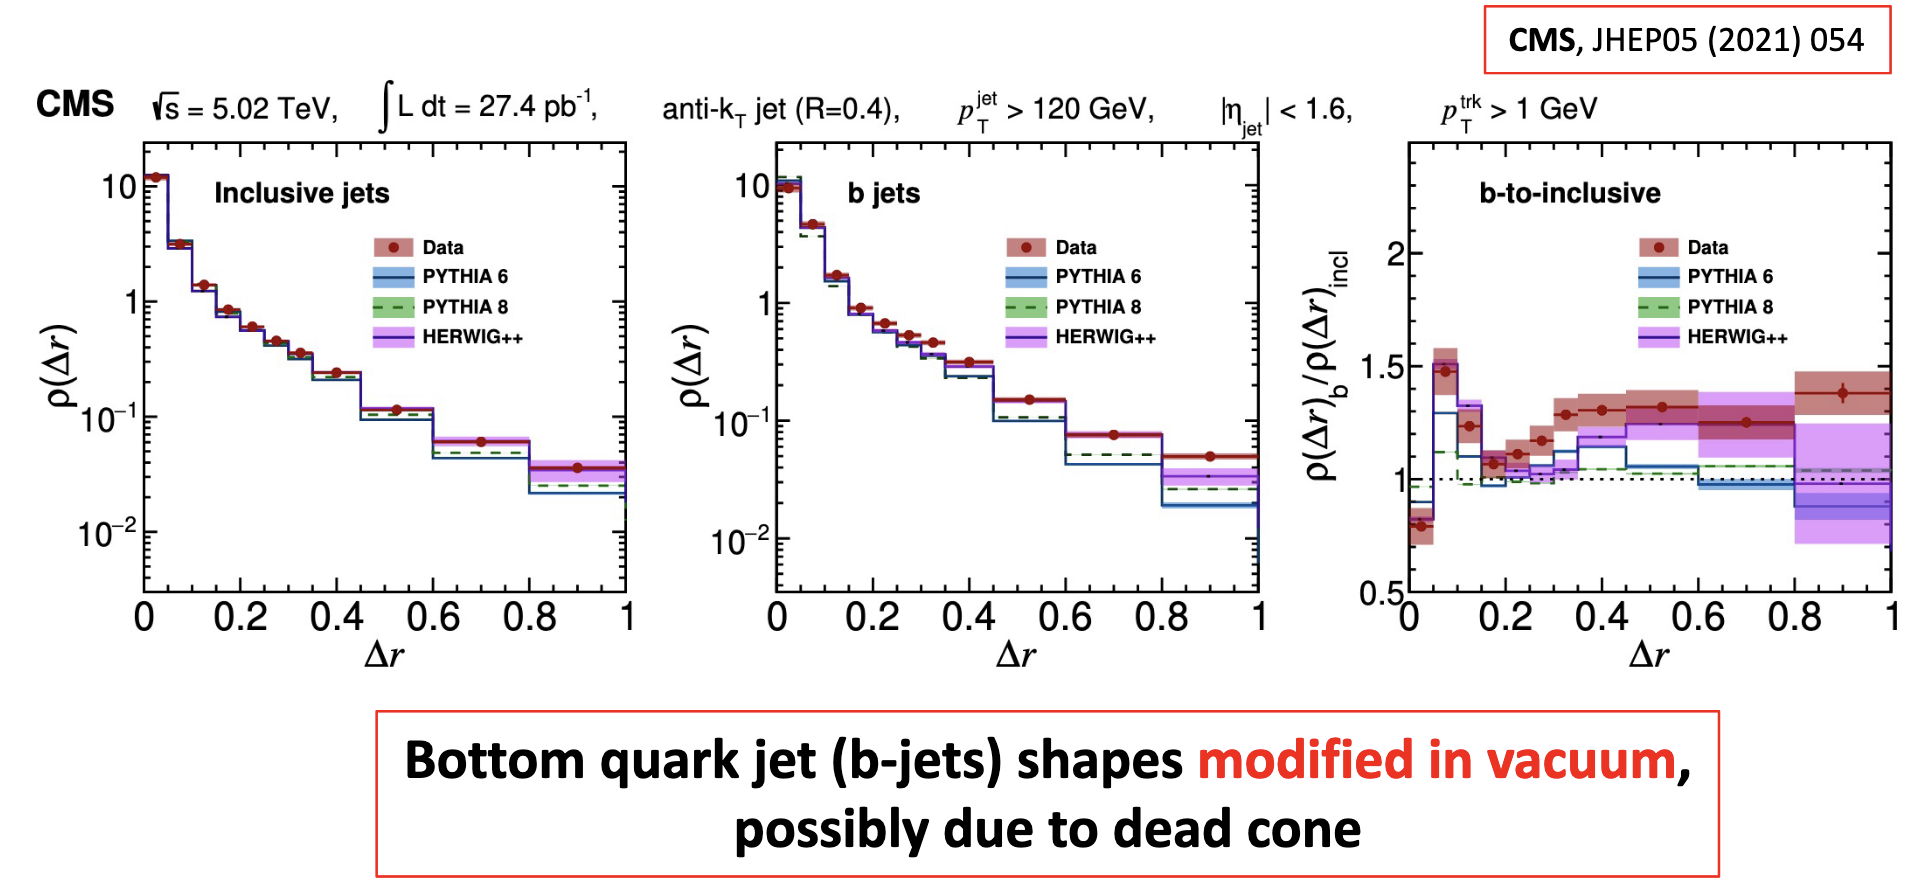 CMS, JHEP05 (2021) 054
CMS √s = 5.02 TeV, ∫ L dt = 27.4 pb⁻¹, anti-k_T jet (R=0.4), p_T^jet > 120 GeV, |η_jet| < 1.6, p_T^trk > 1 GeV
Inclusive jets
Data
PYTHIA 6
PYTHIA 8
HERWIG++
ρ(Δr)
10
1
10⁻¹
10⁻²
0 0.2 0.4 0.6 0.8 1
Δr
b jets
Data
PYTHIA 6
PYTHIA 8
HERWIG++
ρ(Δr)
10
1
10⁻¹
10⁻²
0 0.2 0.4 0.6 0.8 1
Δr
b-to-inclusive
Data
PYTHIA 6
PYTHIA 8
HERWIG++
ρ(Δr)_b/ρ(Δr)_incl
2
1.5
1
0.5
0 0.2 0.4 0.6 0.8 1
Δr
Bottom quark jet (b-jets) shapes modified in vacuum,
possibly due to dead cone